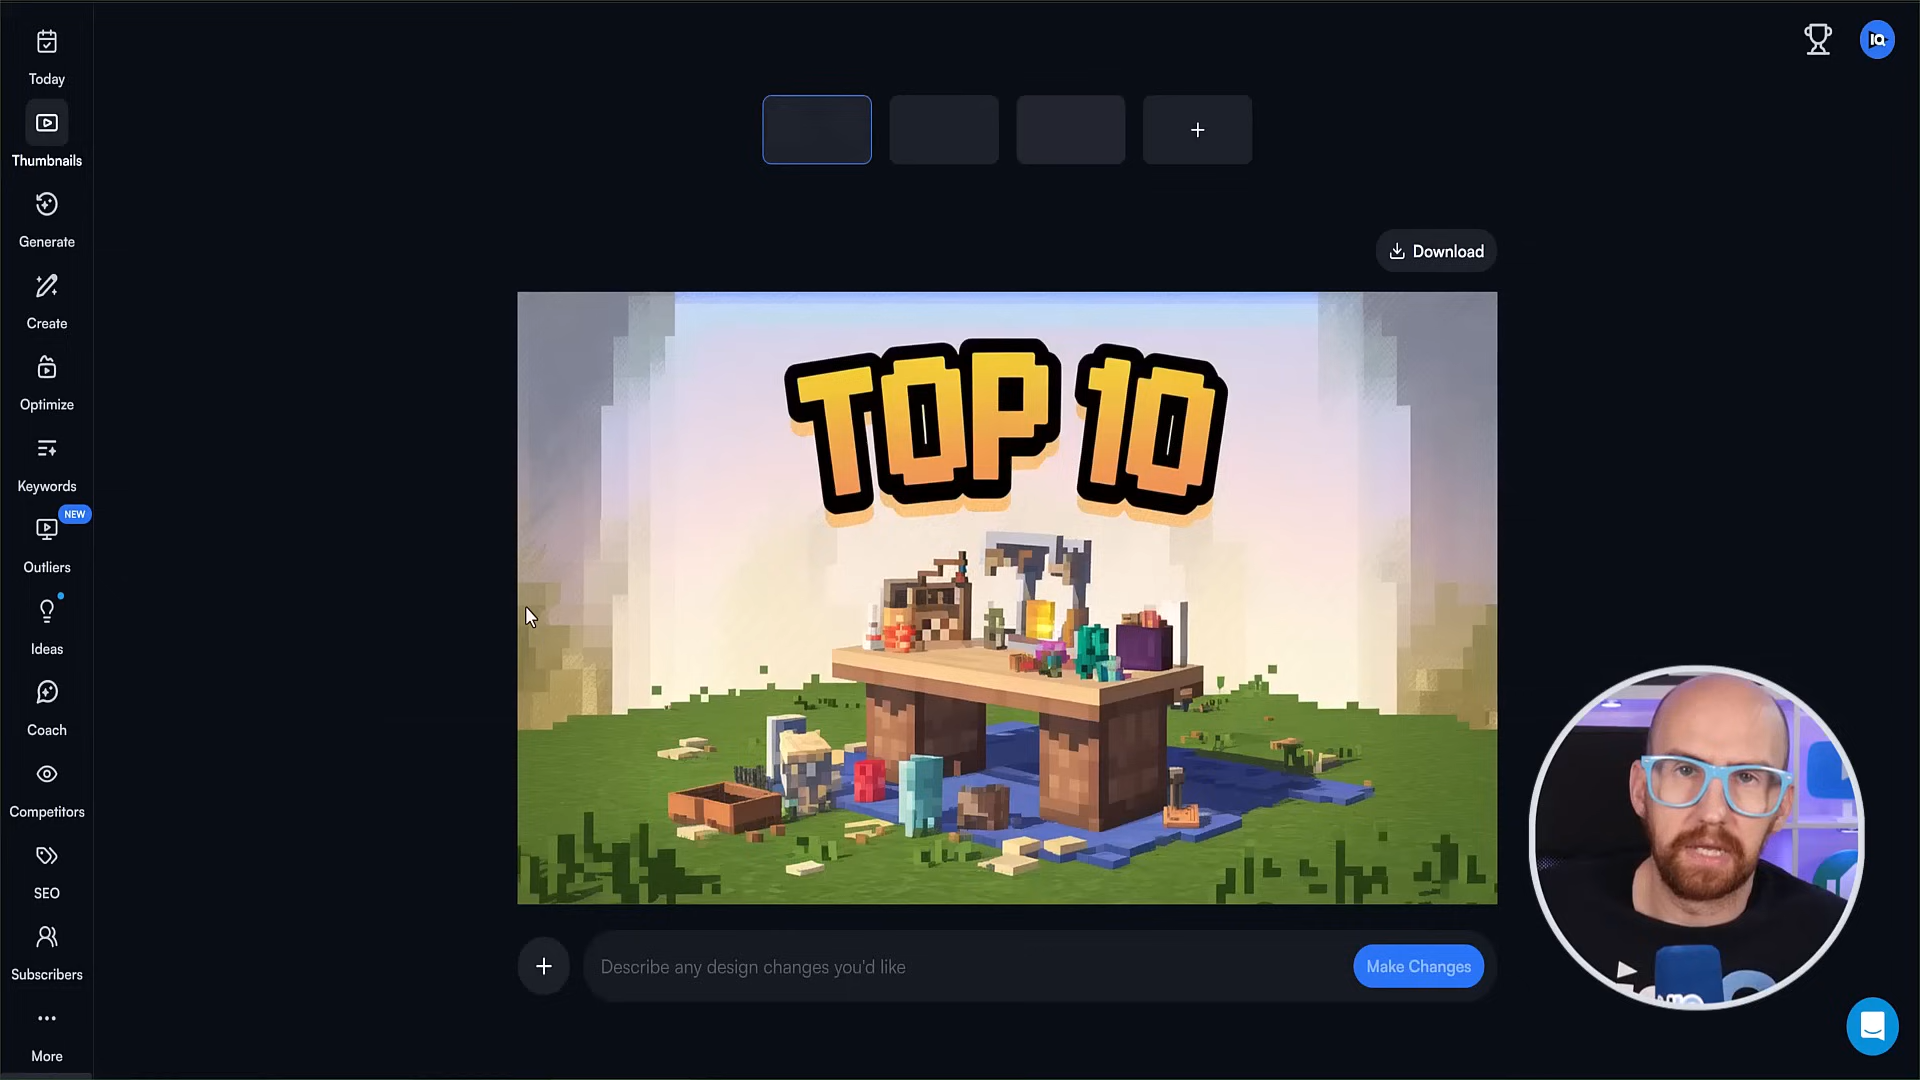 Today
Thumbnails
Generate
Create
Optimize
Keywords
NEW
Outliers
Ideas
Coach
Competitors
SEO
Subscribers
More
IQ
Download
TOP 10
Describe any design changes you'd like
Make Changes